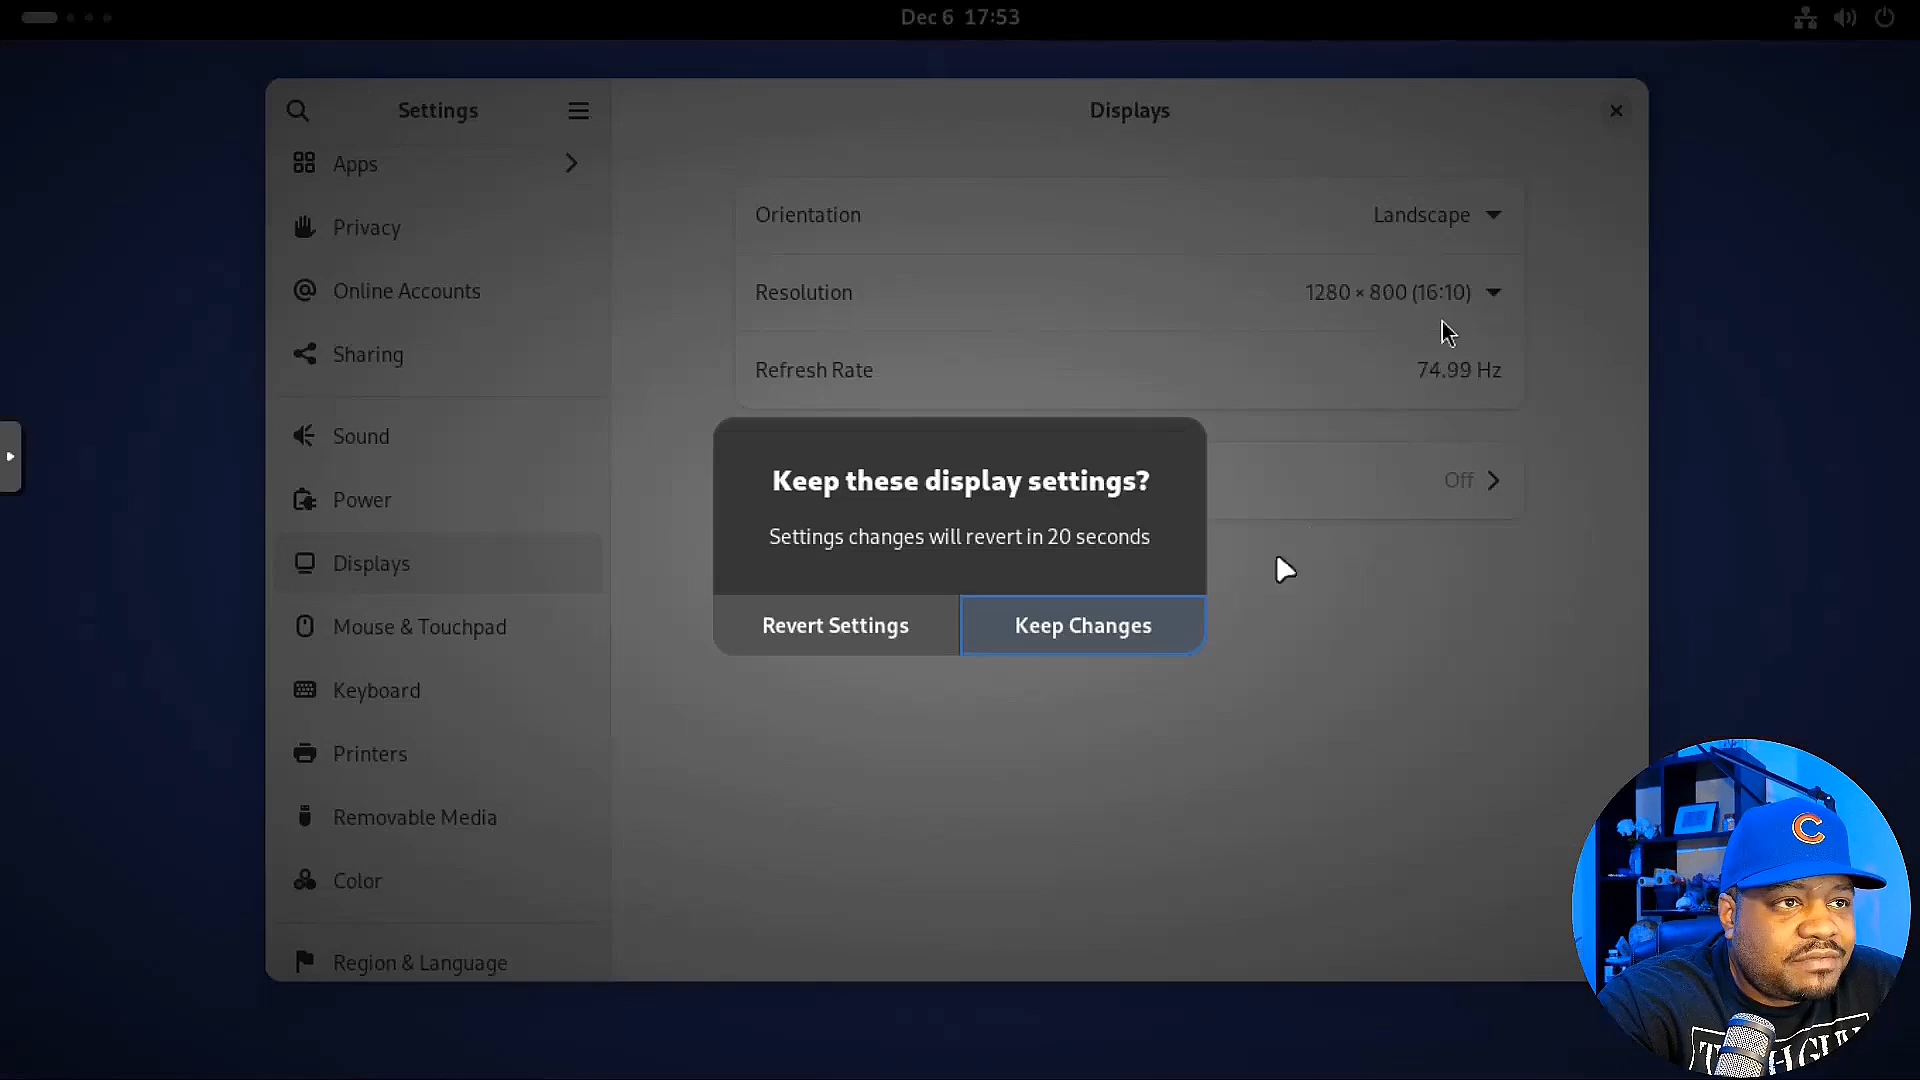 Dec 6 17:53
Settings
Displays
Apps
Privacy
Online Accounts
Sharing
Sound
Power
Displays
Mouse & Touchpad
Keyboard
Printers
Removable Media
Color
Region & Language
Orientation
Landscape
Resolution
1280 × 800 (16:10)
Refresh Rate
74.99 Hz
Off
Keep these display settings?
Settings changes will revert in 20 seconds
Revert Settings
Keep Changes
C